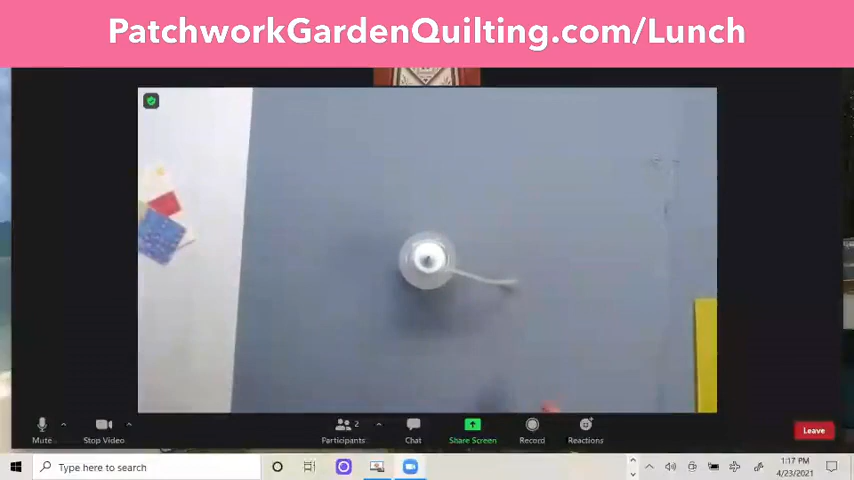 PatchworkGardenQuilting.com/Lunch
Mute
Stop Video
Participants
2
Chat
Share Screen
Record
Reactions
Leave
Type here to search
1:17 PM
4/23/2021